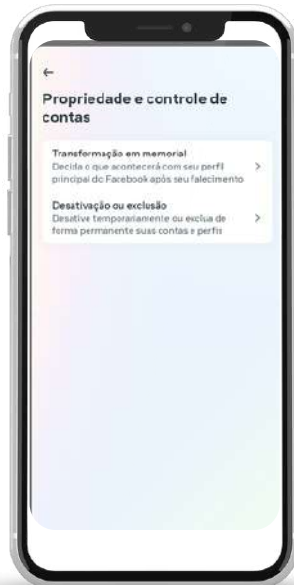 Propriedade e controle de
contas
Transformação em memorial
Decida o que acontecerá com seu perfil
principal do Facebook após seu falecimento
Desativação ou exclusão
Desative temporariamente ou exclua de
forma permanente suas contas e perfis